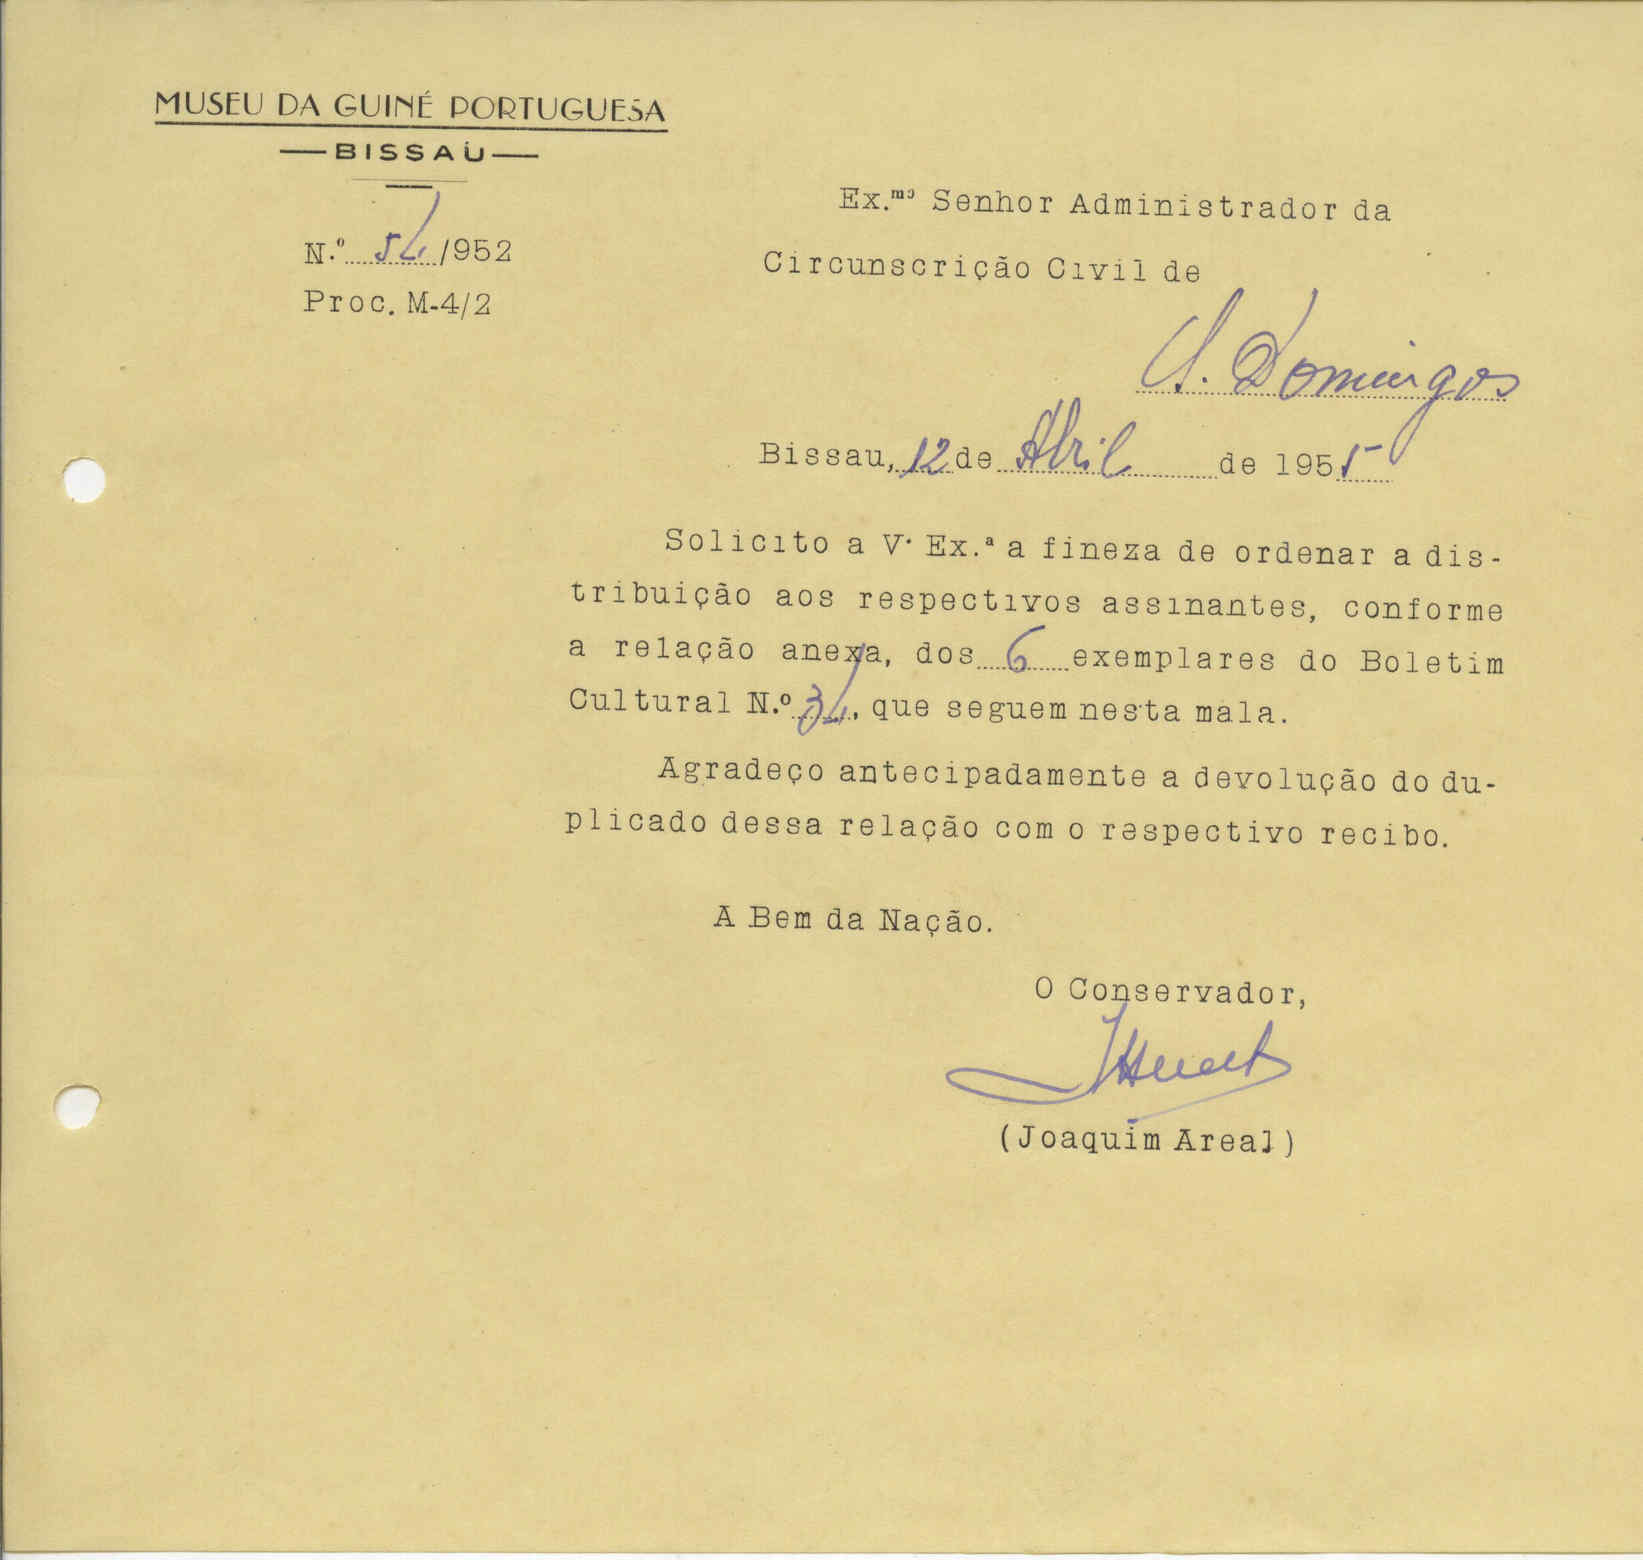 MUSEU DA GUINÉ PORTUGUESA
BISSAU
N.º 54/952
Proc. M-4/2
Ex.mo Senhor Administrador da
Circunscrição Civil de
S. Domingos
Bissau, 12 de Abril de 1955
Solicito a V. Ex.ª a fineza de ordenar a dis-
tribuição aos respectivos assinantes, conforme
a relação anexa, dos 6 exemplares do Boletim
Cultural N.º 34, que seguem nesta mala.
Agradeço antecipadamente a devolução do du-
plicado dessa relação com o respectivo recibo.
A Bem da Nação.
O Conservador,
(Joaquim Areal)